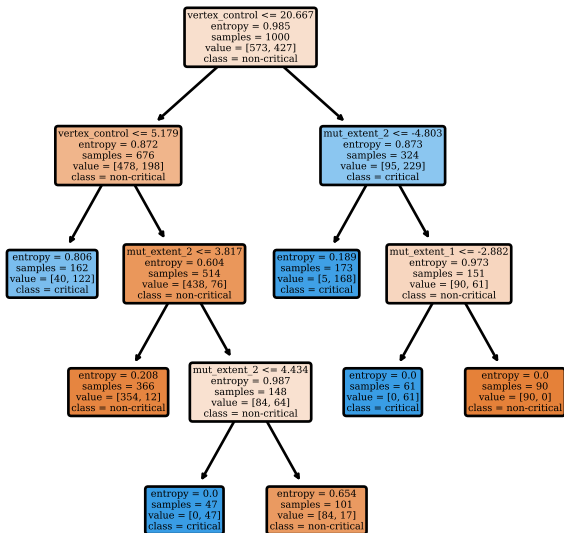 vertex_control <= 20.667
entropy = 0.985
samples = 1000
value = [573, 427]
class = non-critical
vertex_control <= 5.179
entropy = 0.872
samples = 676
value = [478, 198]
class = non-critical
mut_extent_2 <= -4.803
entropy = 0.873
samples = 324
value = [95, 229]
class = critical
entropy = 0.806
samples = 162
value = [40, 122]
class = critical
mut_extent_2 <= 3.817
entropy = 0.604
samples = 514
value = [438, 76]
class = non-critical
entropy = 0.189
samples = 173
value = [5, 168]
class = critical
mut_extent_1 <= -2.882
entropy = 0.973
samples = 151
value = [90, 61]
class = non-critical
entropy = 0.208
samples = 366
value = [354, 12]
class = non-critical
mut_extent_2 <= 4.434
entropy = 0.987
samples = 148
value = [84, 64]
class = non-critical
entropy = 0.0
samples = 61
value = [0, 61]
class = critical
entropy = 0.0
samples = 90
value = [90, 0]
class = non-critical
entropy = 0.0
samples = 47
value = [0, 47]
class = critical
entropy = 0.654
samples = 101
value = [84, 17]
class = non-critical